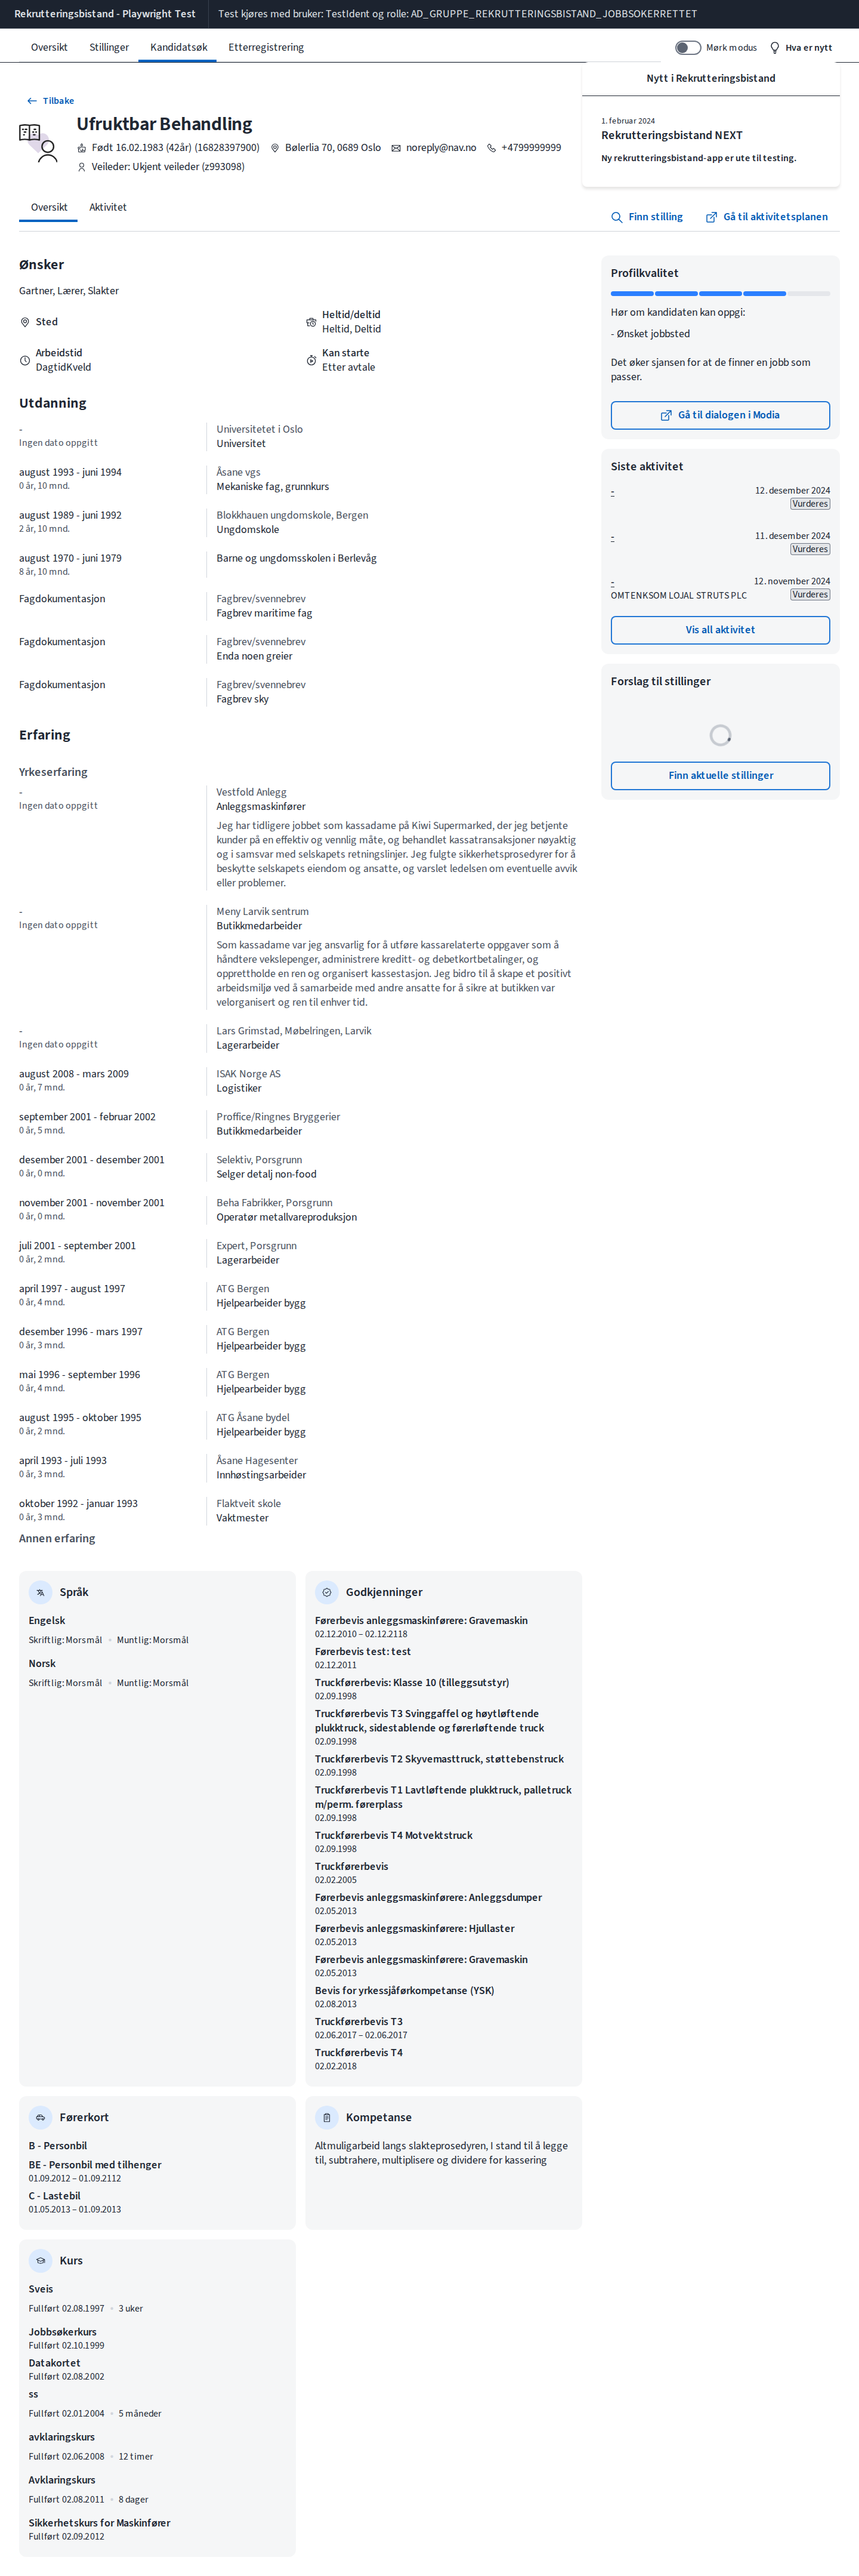 Rekrutteringsbistand - Playwright Test
Test kjøres med bruker: TestIdent og rolle: AD_GRUPPE_REKRUTTERINGSBISTAND_JOBBSOKERRETTET
Oversikt
Stillinger
Kandidatsøk
Etterregistrering
Mørk modus
Hva er nytt
Nytt i Rekrutteringsbistand
1. februar 2024
Rekrutteringsbistand NEXT
Ny rekrutteringsbistand-app er ute til testing.
Tilbake
Ufruktbar Behandling
Født 16.02.1983 (42år) (16828397900)
Bølerlia 70, 0689 Oslo
noreply@nav.no
+4799999999
Veileder: Ukjent veileder (z993098)
Oversikt
Aktivitet
Finn stilling
Gå til aktivitetsplanen
Ønsker
Gartner, Lærer, Slakter
Sted
Heltid/deltid
Heltid, Deltid
Arbeidstid
DagtidKveld
Kan starte
Etter avtale
Utdanning
-
Ingen dato oppgitt
Universitetet i Oslo
Universitet
august 1993 - juni 1994
0 år, 10 mnd.
Åsane vgs
Mekaniske fag, grunnkurs
august 1989 - juni 1992
2 år, 10 mnd.
Blokkhauen ungdomskole, Bergen
Ungdomskole
august 1970 - juni 1979
8 år, 10 mnd.
Barne og ungdomsskolen i Berlevåg
Fagdokumentasjon
Fagbrev/svennebrev
Fagbrev maritime fag
Fagdokumentasjon
Fagbrev/svennebrev
Enda noen greier
Fagdokumentasjon
Fagbrev/svennebrev
Fagbrev sky
Erfaring
Yrkeserfaring
-
Ingen dato oppgitt
Vestfold Anlegg
Anleggsmaskinfører
Jeg har tidligere jobbet som kassadame på Kiwi Supermarked, der jeg betjente
kunder på en effektiv og vennlig måte, og behandlet kassatransaksjoner nøyaktig
og i samsvar med selskapets retningslinjer. Jeg fulgte sikkerhetsprosedyrer for å
beskytte selskapets eiendom og ansatte, og varslet ledelsen om eventuelle avvik
eller problemer.
-
Ingen dato oppgitt
Meny Larvik sentrum
Butikkmedarbeider
Som kassadame var jeg ansvarlig for å utføre kassarelaterte oppgaver som å
håndtere vekslepenger, administrere kreditt- og debetkortbetalinger, og
opprettholde en ren og organisert kassestasjon. Jeg bidro til å skape et positivt
arbeidsmiljø ved å samarbeide med andre ansatte for å sikre at butikken var
velorganisert og ren til enhver tid.
-
Ingen dato oppgitt
Lars Grimstad, Møbelringen, Larvik
Lagerarbeider
august 2008 - mars 2009
0 år, 7 mnd.
ISAK Norge AS
Logistiker
september 2001 - februar 2002
0 år, 5 mnd.
Proffice/Ringnes Bryggerier
Butikkmedarbeider
desember 2001 - desember 2001
0 år, 0 mnd.
Selektiv, Porsgrunn
Selger detalj non-food
november 2001 - november 2001
0 år, 0 mnd.
Beha Fabrikker, Porsgrunn
Operatør metallvareproduksjon
juli 2001 - september 2001
0 år, 2 mnd.
Expert, Porsgrunn
Lagerarbeider
april 1997 - august 1997
0 år, 4 mnd.
ATG Bergen
Hjelpearbeider bygg
desember 1996 - mars 1997
0 år, 3 mnd.
ATG Bergen
Hjelpearbeider bygg
mai 1996 - september 1996
0 år, 4 mnd.
ATG Bergen
Hjelpearbeider bygg
august 1995 - oktober 1995
0 år, 2 mnd.
ATG Åsane bydel
Hjelpearbeider bygg
april 1993 - juli 1993
0 år, 3 mnd.
Åsane Hagesenter
Innhøstingsarbeider
oktober 1992 - januar 1993
0 år, 3 mnd.
Flaktveit skole
Vaktmester
Annen erfaring
Profilkvalitet
Hør om kandidaten kan oppgi:
- Ønsket jobbsted
Det øker sjansen for at de finner en jobb som
passer.
Gå til dialogen i Modia
Siste aktivitet
-
12. desember 2024
Vurderes
-
11. desember 2024
Vurderes
-
12. november 2024
OMTENKSOM LOJAL STRUTS PLC
Vurderes
Vis all aktivitet
Forslag til stillinger
Finn aktuelle stillinger
Språk
Engelsk
Skriftlig: Morsmål
Muntlig: Morsmål
Norsk
Skriftlig: Morsmål
Muntlig: Morsmål
Godkjenninger
Førerbevis anleggsmaskinførere: Gravemaskin
02.12.2010 – 02.12.2118
Førerbevis test: test
02.12.2011
Truckførerbevis: Klasse 10 (tilleggsutstyr)
02.09.1998
Truckførerbevis T3 Svinggaffel og høytløftende
plukktruck, sidestablende og førerløftende truck
02.09.1998
Truckførerbevis T2 Skyvemasttruck, støttebenstruck
02.09.1998
Truckførerbevis T1 Lavtløftende plukktruck, palletruck
m/perm. førerplass
02.09.1998
Truckførerbevis T4 Motvektstruck
02.09.1998
Truckførerbevis
02.02.2005
Førerbevis anleggsmaskinførere: Anleggsdumper
02.05.2013
Førerbevis anleggsmaskinførere: Hjullaster
02.05.2013
Førerbevis anleggsmaskinførere: Gravemaskin
02.05.2013
Bevis for yrkessjåførkompetanse (YSK)
02.08.2013
Truckførerbevis T3
02.06.2017 – 02.06.2017
Truckførerbevis T4
02.02.2018
Førerkort
B - Personbil
BE - Personbil med tilhenger
01.09.2012 – 01.09.2112
C - Lastebil
01.05.2013 – 01.09.2013
Kompetanse
Altmuligarbeid langs slakteprosedyren, I stand til å legge
til, subtrahere, multiplisere og dividere for kassering
Kurs
Sveis
Fullført 02.08.1997
3 uker
Jobbsøkerkurs
Fullført 02.10.1999
Datakortet
Fullført 02.08.2002
ss
Fullført 02.01.2004
5 måneder
avklaringskurs
Fullført 02.06.2008
12 timer
Avklaringskurs
Fullført 02.08.2011
8 dager
Sikkerhetskurs for Maskinfører
Fullført 02.09.2012